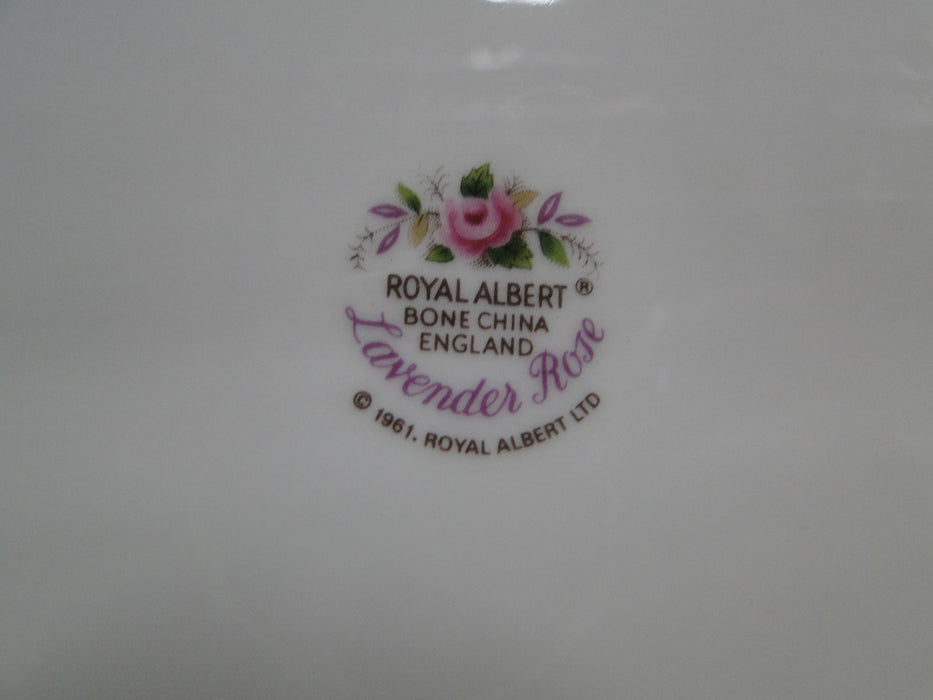 ROYAL ALBERT ®
BONE CHINA
ENGLAND
Lavender Rose
© 1961. ROYAL ALBERT LTD